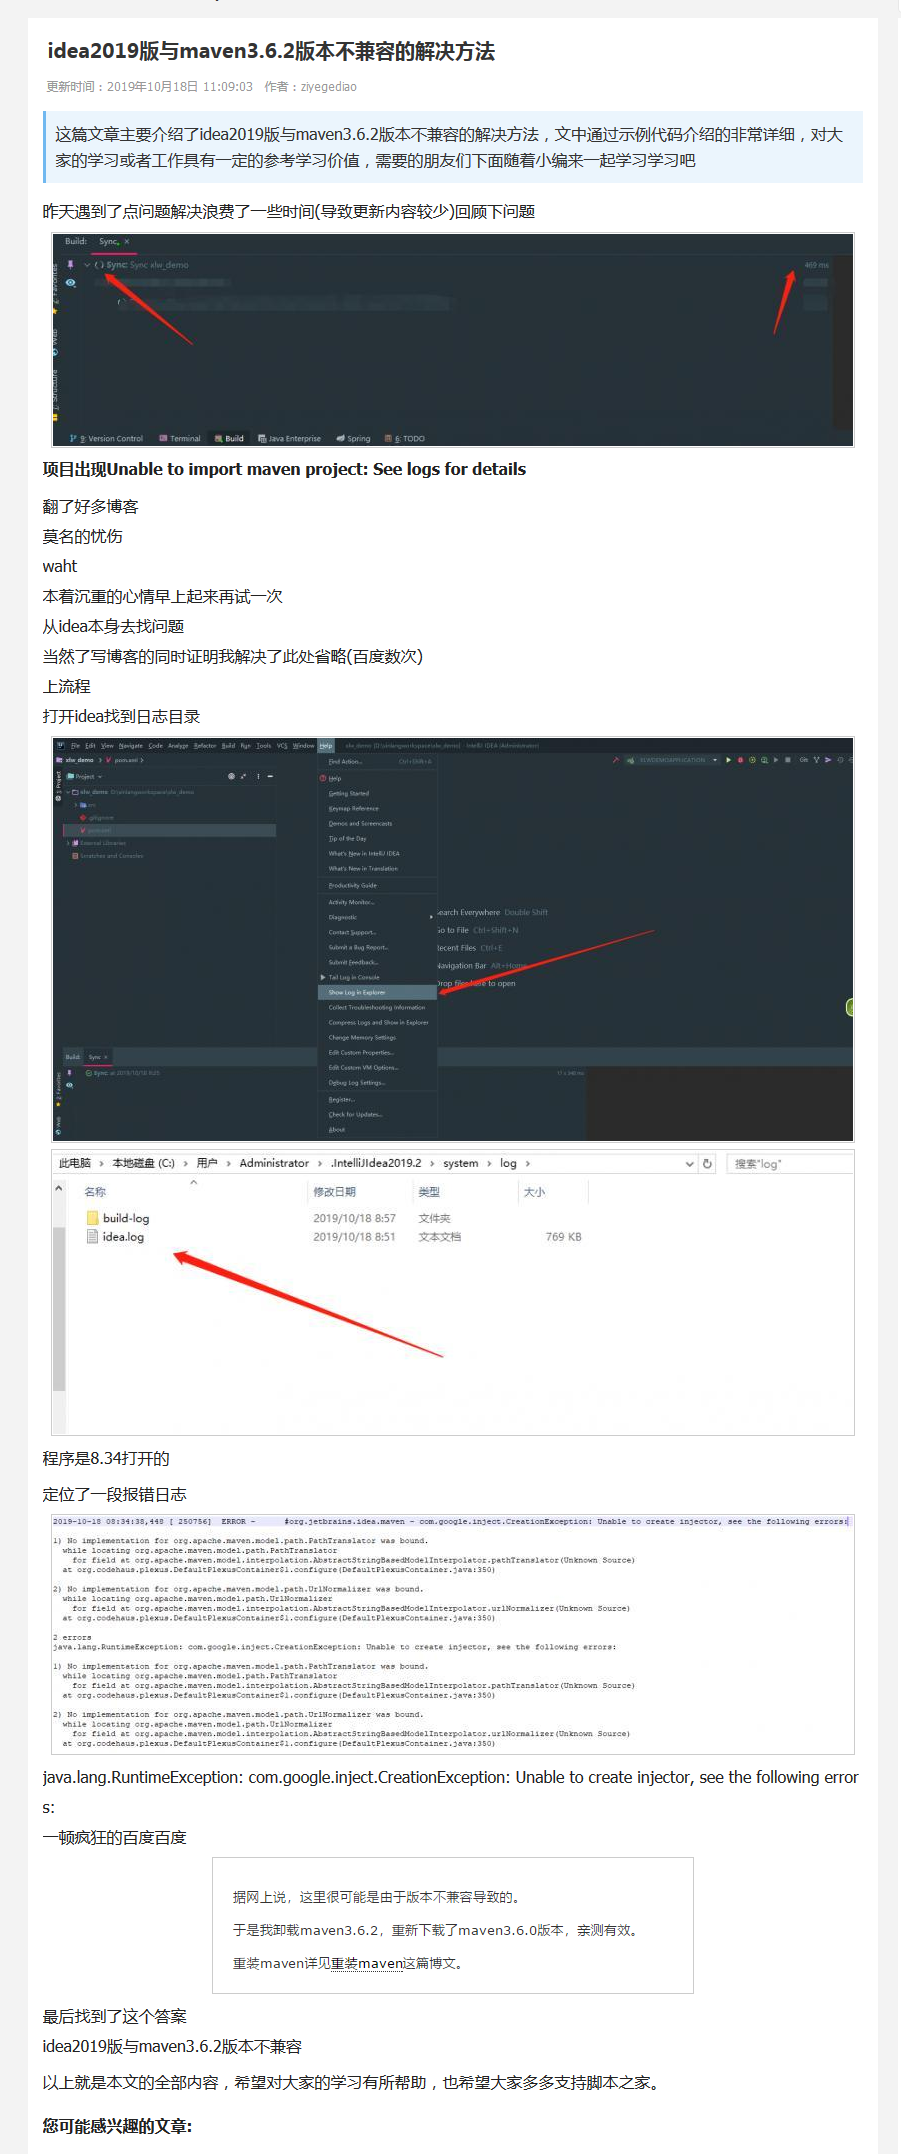 idea2019版与maven3.6.2版本不兼容的解决方法
更新时间：2019年10月18日 11:09:03 作者：ziyegediao
这篇文章主要介绍了idea2019版与maven3.6.2版本不兼容的解决方法，文中通过示例代码介绍的非常详细，对大
家的学习或者工作具有一定的参考学习价值，需要的朋友们下面随着小编来一起学习学习吧
昨天遇到了点问题解决浪费了一些时间(导致更新内容较少)回顾下问题
Build: Sync ×
Sync: Sync xlw_demo 469 ms
2: Favorites
Web
7: Structure
9: Version Control Terminal Build Java Enterprise Spring 6: TODO
项目出现Unable to import maven project: See logs for details
翻了好多博客
莫名的忧伤
waht
本着沉重的心情早上起来再试一次
从idea本身去找问题
当然了写博客的同时证明我解决了此处省略(百度数次)
上流程
打开idea找到日志目录
File Edit View Navigate Code Analyze Refactor Build Run Tools VCS Window Help
xlw_demo pom.xml
Find Action... Ctrl+Shift+A
1: Project
Project
Help
xlw_demo
Getting Started
src
Keymap Reference
.gitignore
Demos and Screencasts
pom.xml
Tip of the Day
External Libraries
What's New in IntelliJ IDEA
Scratches and Consoles
What's New in Translation
Productivity Guide
Activity Monitor...
Search Everywhere Double Shift
Diagnostic
Go to File Ctrl+Shift+N
Contact Support...
Recent Files Ctrl+E
Submit a Bug Report...
Navigation Bar Alt+Home
Submit Feedback...
Tail Log in Console
Drop files here to open
Show Log in Explorer
Collect Troubleshooting Information
Compress Logs and Show in Explorer
Change Memory Settings
Edit Custom Properties...
Build: Sync ×
Edit Custom VM Options...
Debug Log Settings...
Register...
Check for Updates...
About
此电脑 › 本地磁盘 (C:) › 用户 › Administrator › .IntelliJIdea2019.2 › system › log › 搜索"log"
名称 修改日期 类型 大小
build-log 2019/10/18 8:57 文件夹
idea.log 2019/10/18 8:51 文本文档 769 KB
程序是8.34打开的
定位了一段报错日志
2019-10-18 08:34:38,448 [ 250756] ERROR - #org.jetbrains.idea.maven - com.google.inject.CreationException: Unable to create injector, see the following errors:
1) No implementation for org.apache.maven.model.path.PathTranslator was bound.
while locating org.apache.maven.model.path.PathTranslator
for field at org.apache.maven.model.interpolation.AbstractStringBasedModelInterpolator.pathTranslator(Unknown Source)
at org.codehaus.plexus.DefaultPlexusContainer$1.configure(DefaultPlexusContainer.java:350)
2) No implementation for org.apache.maven.model.path.UrlNormalizer was bound.
while locating org.apache.maven.model.path.UrlNormalizer
for field at org.apache.maven.model.interpolation.AbstractStringBasedModelInterpolator.urlNormalizer(Unknown Source)
at org.codehaus.plexus.DefaultPlexusContainer$1.configure(DefaultPlexusContainer.java:350)
2 errors
java.lang.RuntimeException: com.google.inject.CreationException: Unable to create injector, see the following errors:
1) No implementation for org.apache.maven.model.path.PathTranslator was bound.
while locating org.apache.maven.model.path.PathTranslator
for field at org.apache.maven.model.interpolation.AbstractStringBasedModelInterpolator.pathTranslator(Unknown Source)
at org.codehaus.plexus.DefaultPlexusContainer$1.configure(DefaultPlexusContainer.java:350)
2) No implementation for org.apache.maven.model.path.UrlNormalizer was bound.
while locating org.apache.maven.model.path.UrlNormalizer
for field at org.apache.maven.model.interpolation.AbstractStringBasedModelInterpolator.urlNormalizer(Unknown Source)
at org.codehaus.plexus.DefaultPlexusContainer$1.configure(DefaultPlexusContainer.java:350)
java.lang.RuntimeException: com.google.inject.CreationException: Unable to create injector, see the following error
s:
一顿疯狂的百度百度
据网上说，这里很可能是由于版本不兼容导致的。
于是我卸载maven3.6.2，重新下载了maven3.6.0版本，亲测有效。
重装maven详见重装maven这篇博文。
最后找到了这个答案
idea2019版与maven3.6.2版本不兼容
以上就是本文的全部内容，希望对大家的学习有所帮助，也希望大家多多支持脚本之家。
您可能感兴趣的文章: